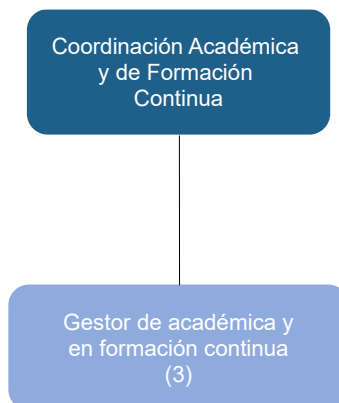 Coordinación Académica
y de Formación
Continua
Gestor de académica y
en formación continua
(3)